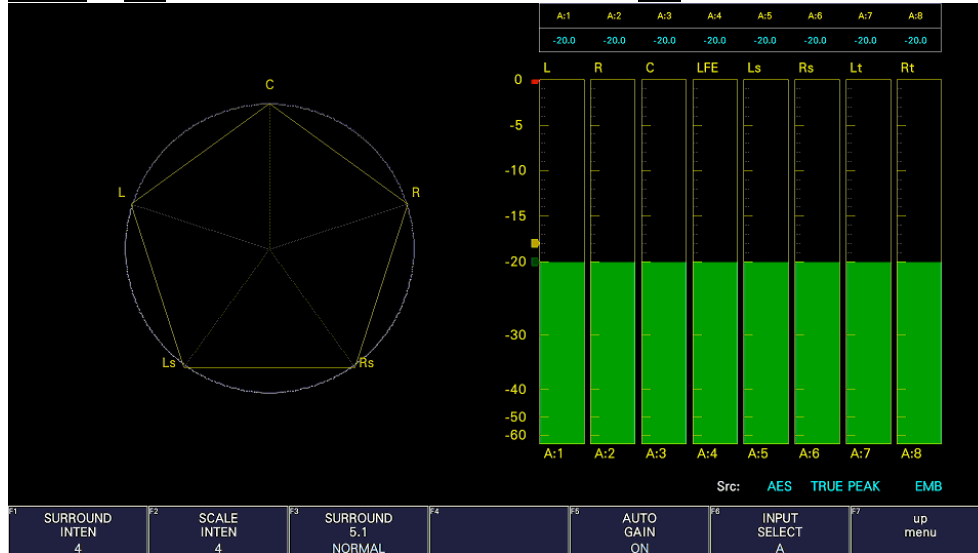 A:1 A:2 A:3 A:4 A:5 A:6 A:7 A:8
-20.0 -20.0 -20.0 -20.0 -20.0 -20.0 -20.0 -20.0
L R C LFE Ls Rs Lt Rt
0
-5
-10
-15
-20
-30
-40
-50
-60
A:1 A:2 A:3 A:4 A:5 A:6 A:7 A:8
C
L R
Ls Rs
Src: AES TRUE PEAK EMB
F1 SURROUND INTEN 4
F2 SCALE INTEN 4
F3 SURROUND 5.1 NORMAL
F4
F5 AUTO GAIN ON
F6 INPUT SELECT A
F7 up menu